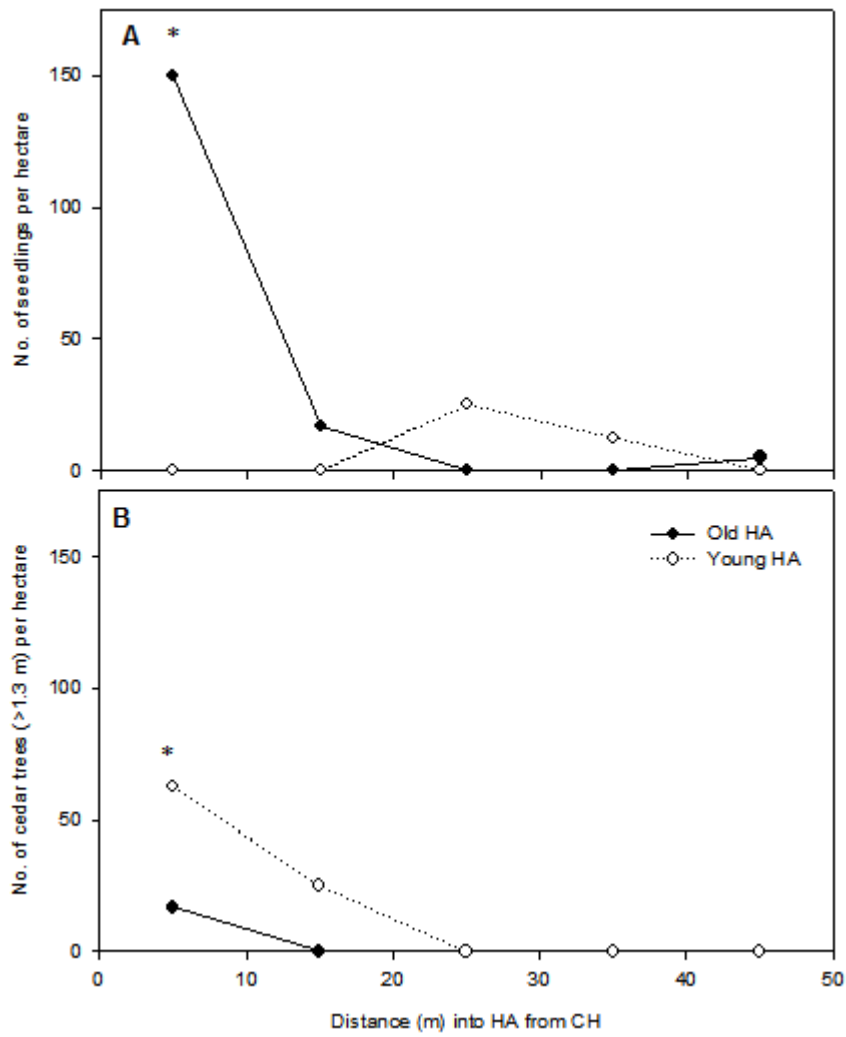 A *
150
100
50
0
No. of seedlings per hectare
B
Old HA
Young HA
*
150
100
50
0
No. of cedar trees (>1.3 m) per hectare
0 10 20 30 40 50
Distance (m) into HA from CH